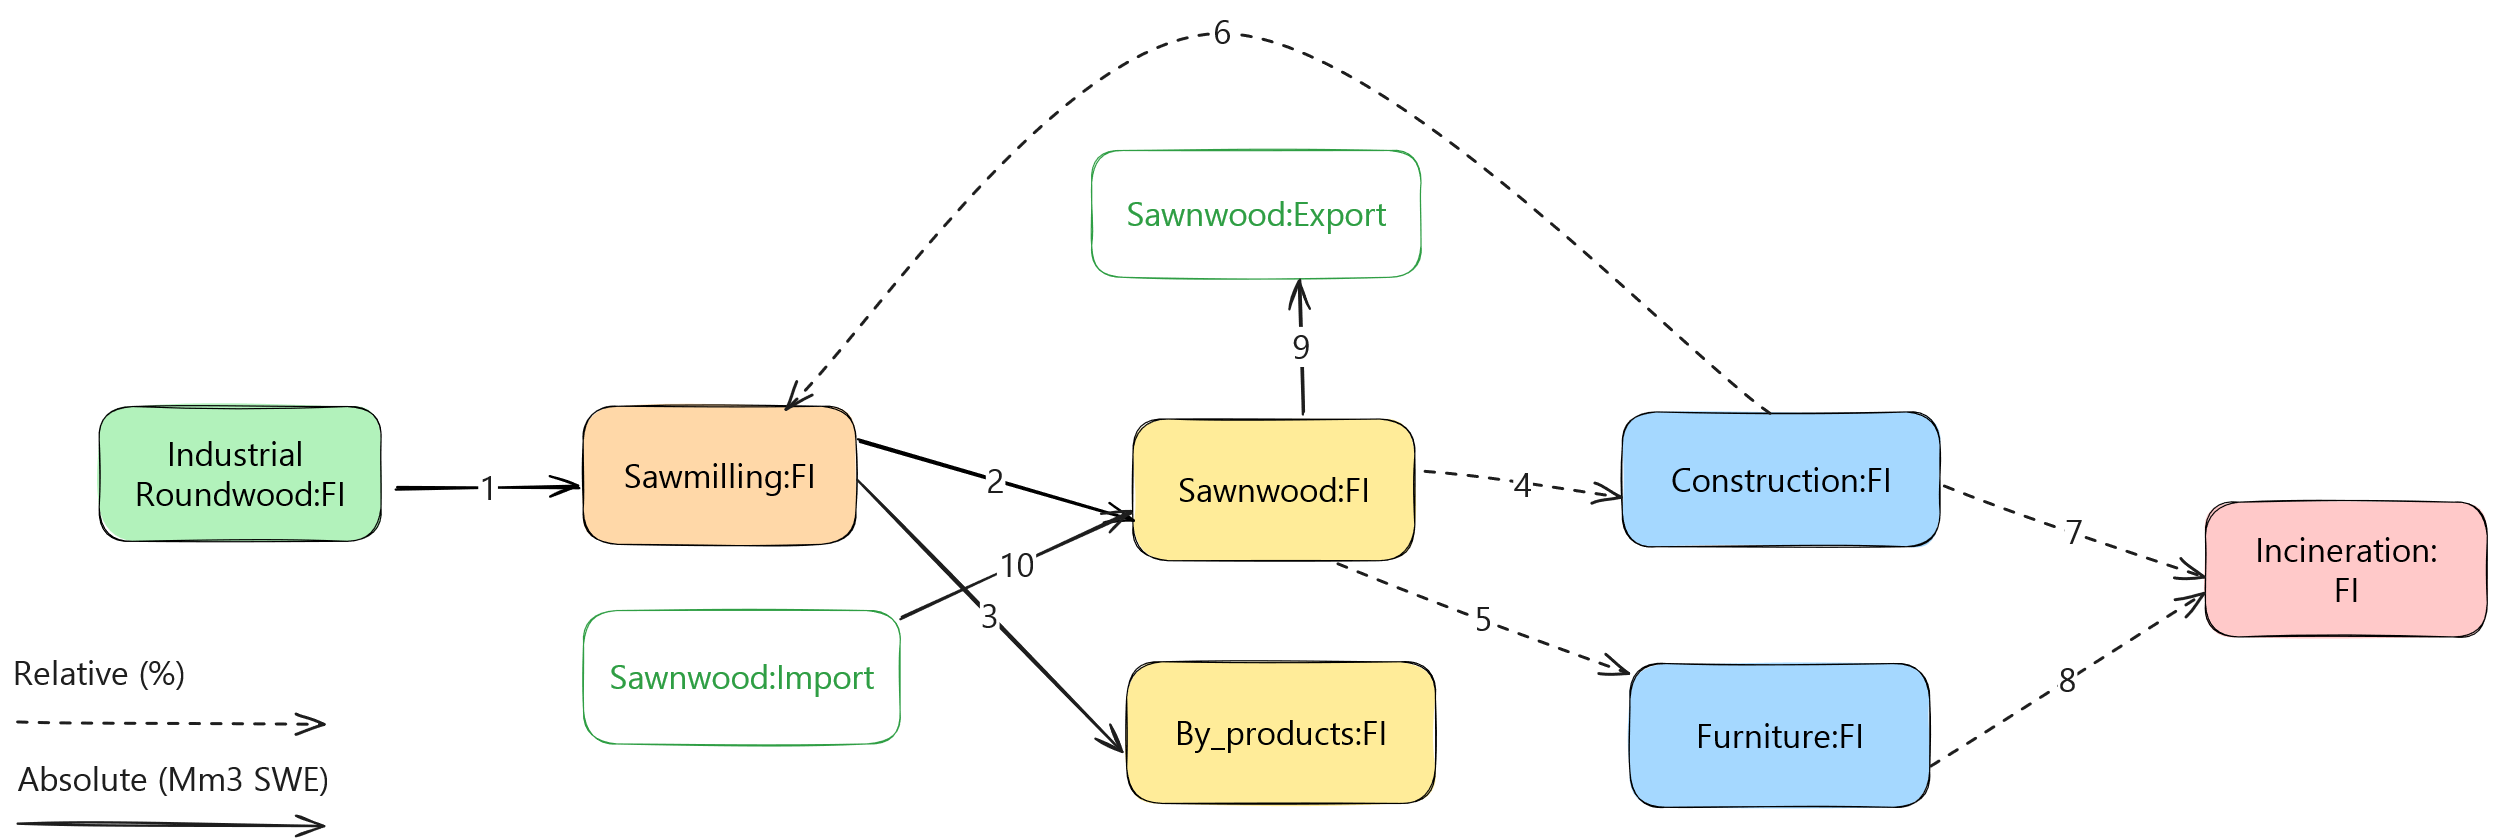 6
Sawnwood:Export
9
Industrial
Roundwood:FI
1
Sawmilling:FI
2
Sawnwood:FI
4
Construction:FI
7
Incineration:
FI
10
3
5
Sawnwood:Import
By_products:FI
Furniture:FI
8
Relative (%)
Absolute (Mm3 SWE)